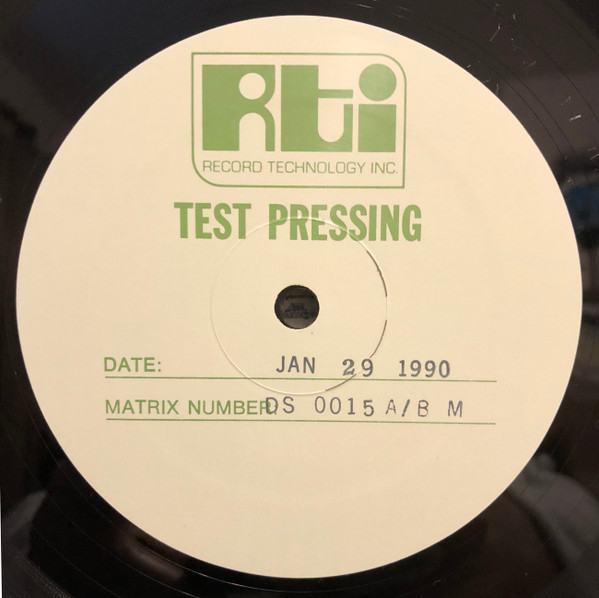 Rti
RECORD TECHNOLOGY INC.
TEST PRESSING
DATE: JAN 29 1990
MATRIX NUMBER: DS 0015 A/B M